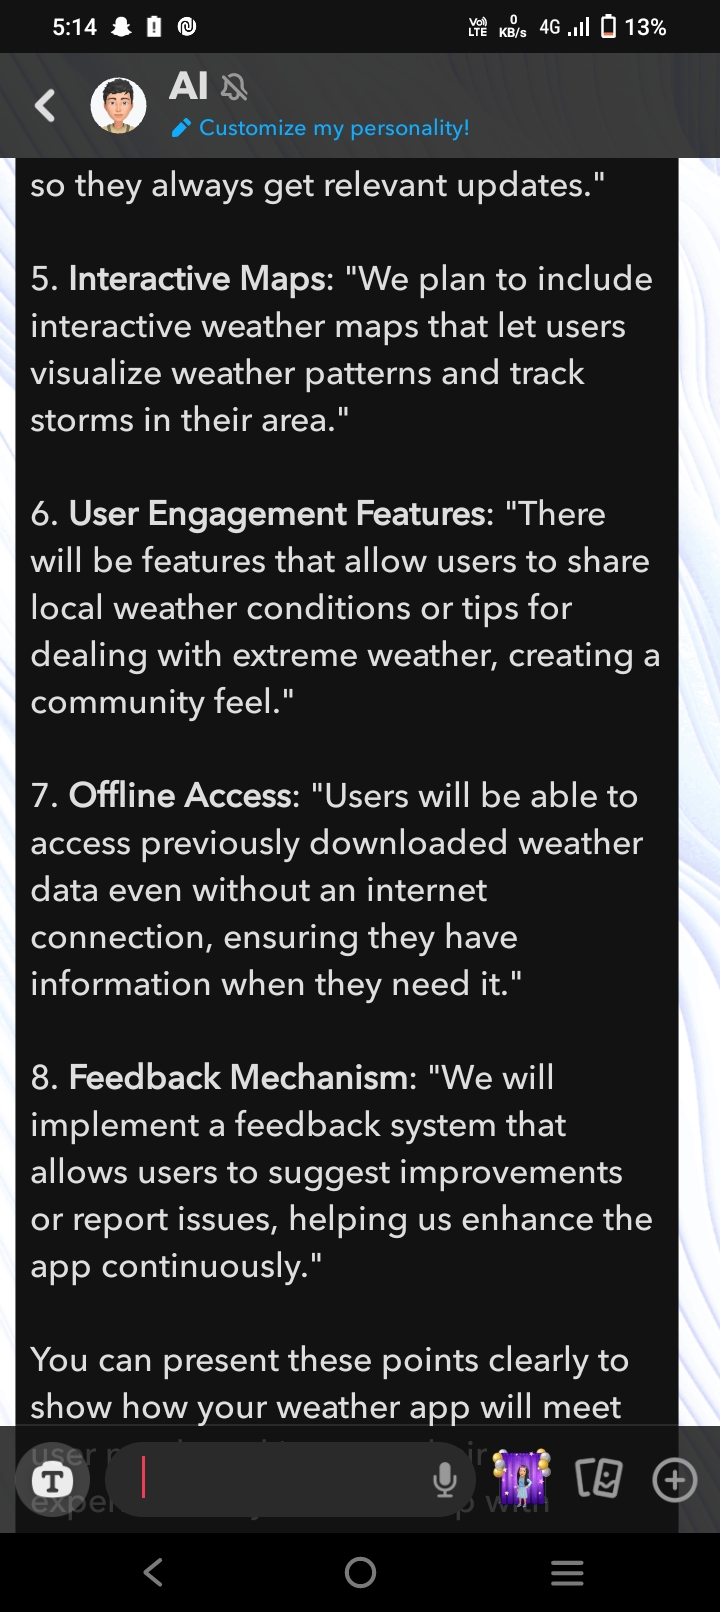 5:14
Vo) LTE
0 KB/s
4G
13%
AI
Customize my personality!
so they always get relevant updates."
5. Interactive Maps: "We plan to include
interactive weather maps that let users
visualize weather patterns and track
storms in their area."
6. User Engagement Features: "There
will be features that allow users to share
local weather conditions or tips for
dealing with extreme weather, creating a
community feel."
7. Offline Access: "Users will be able to
access previously downloaded weather
data even without an internet
connection, ensuring they have
information when they need it."
8. Feedback Mechanism: "We will
implement a feedback system that
allows users to suggest improvements
or report issues, helping us enhance the
app continuously."
You can present these points clearly to
show how your weather app will meet
user
T